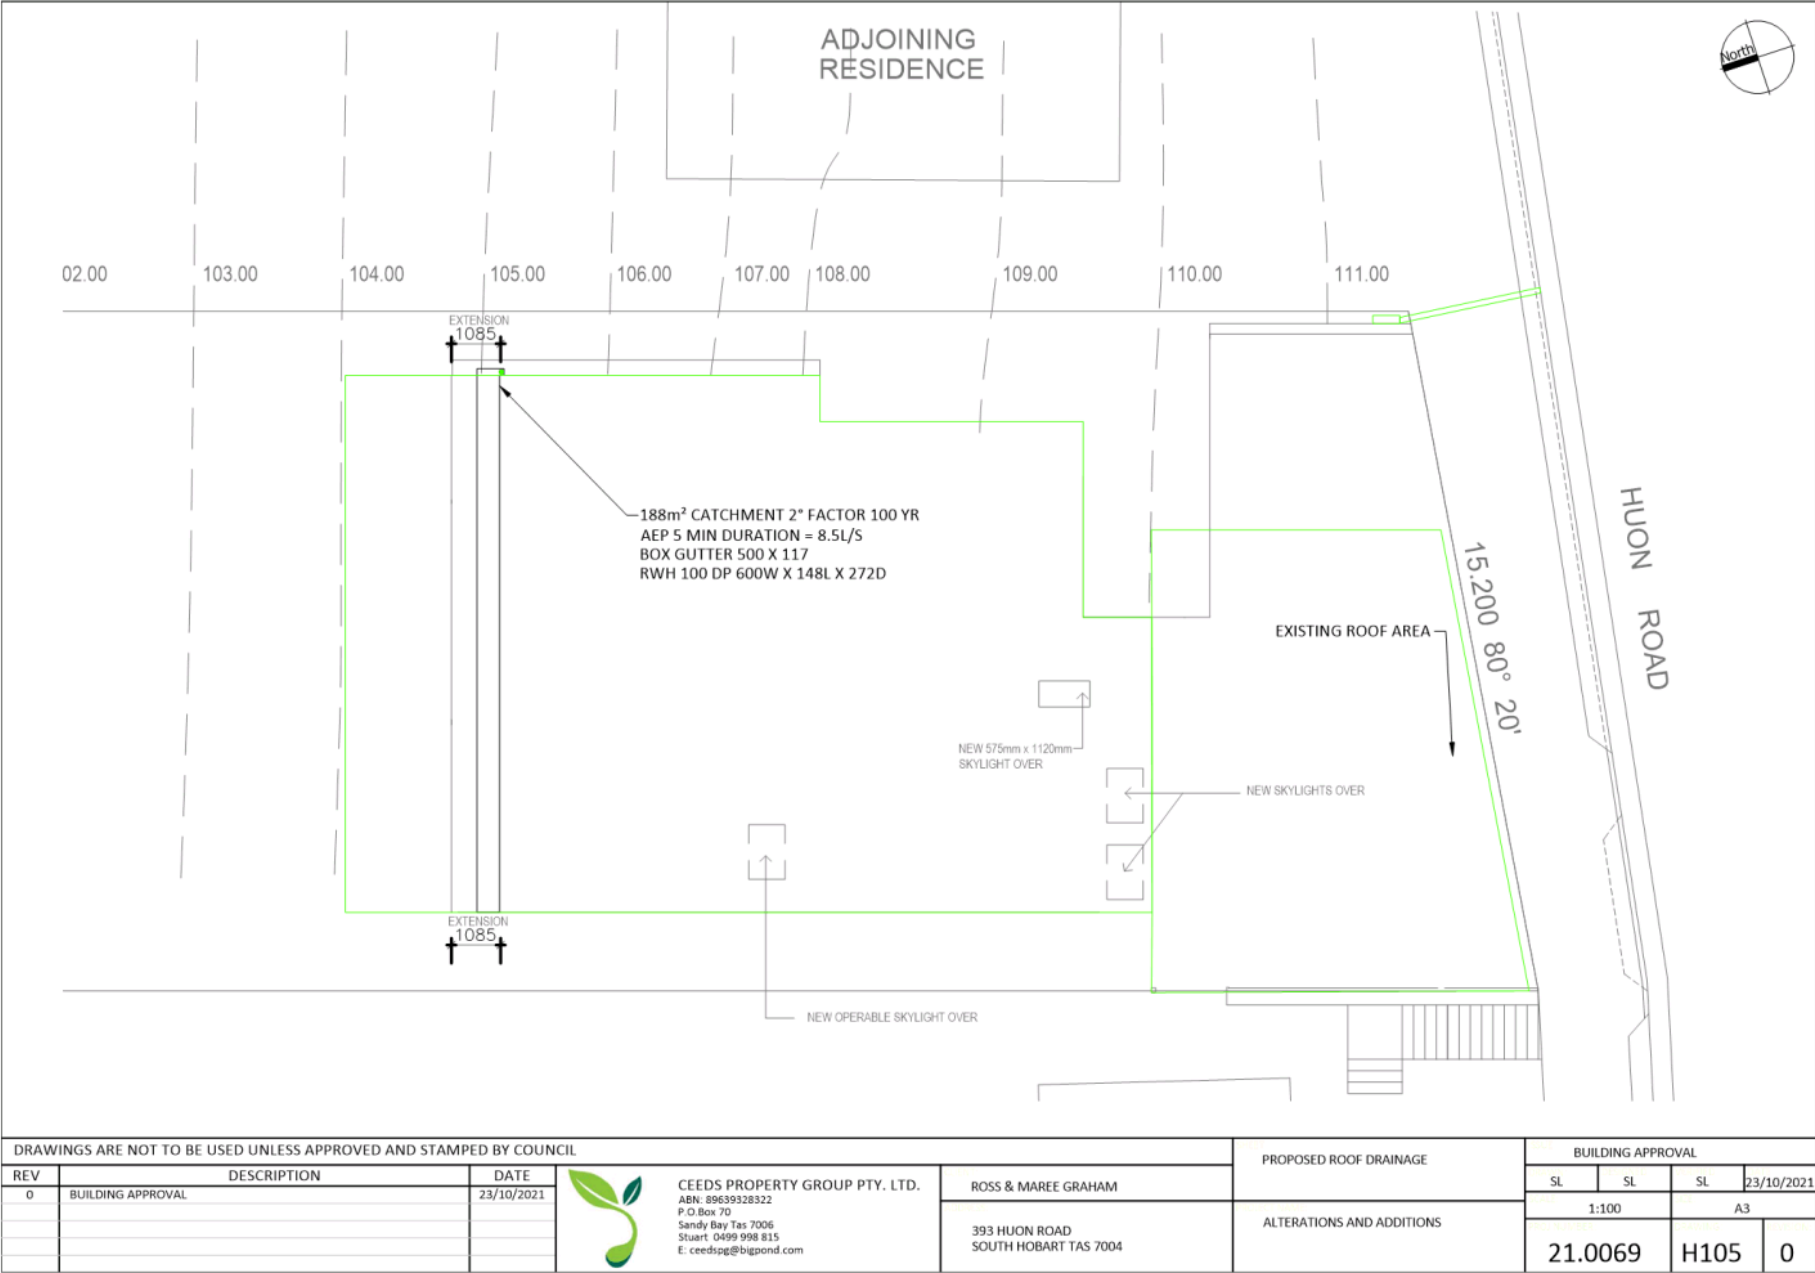 ADJOINING
RESIDENCE
North
02.00
103.00
104.00
105.00
106.00
107.00
108.00
109.00
110.00
111.00
EXTENSION
1085
188m² CATCHMENT 2° FACTOR 100 YR
AEP 5 MIN DURATION = 8.5L/S
BOX GUTTER 500 X 117
RWH 100 DP 600W X 148L X 272D
HUON ROAD
15.200 80° 20'
EXISTING ROOF AREA
NEW 575mm x 1120mm
SKYLIGHT OVER
NEW SKYLIGHTS OVER
EXTENSION
1085
NEW OPERABLE SKYLIGHT OVER
DRAWINGS ARE NOT TO BE USED UNLESS APPROVED AND STAMPED BY COUNCIL
REV DESCRIPTION DATE
0 BUILDING APPROVAL 23/10/2021
CEEDS PROPERTY GROUP PTY. LTD.
ABN: 89639328322
P.O.Box 70
Sandy Bay Tas 7006
Stuart 0499 998 815
E: ceedspg@bigpond.com
ROSS & MAREE GRAHAM
393 HUON ROAD
SOUTH HOBART TAS 7004
PROPOSED ROOF DRAINAGE
ALTERATIONS AND ADDITIONS
BUILDING APPROVAL
SL SL SL 23/10/2021
1:100 A3
21.0069 H105 0